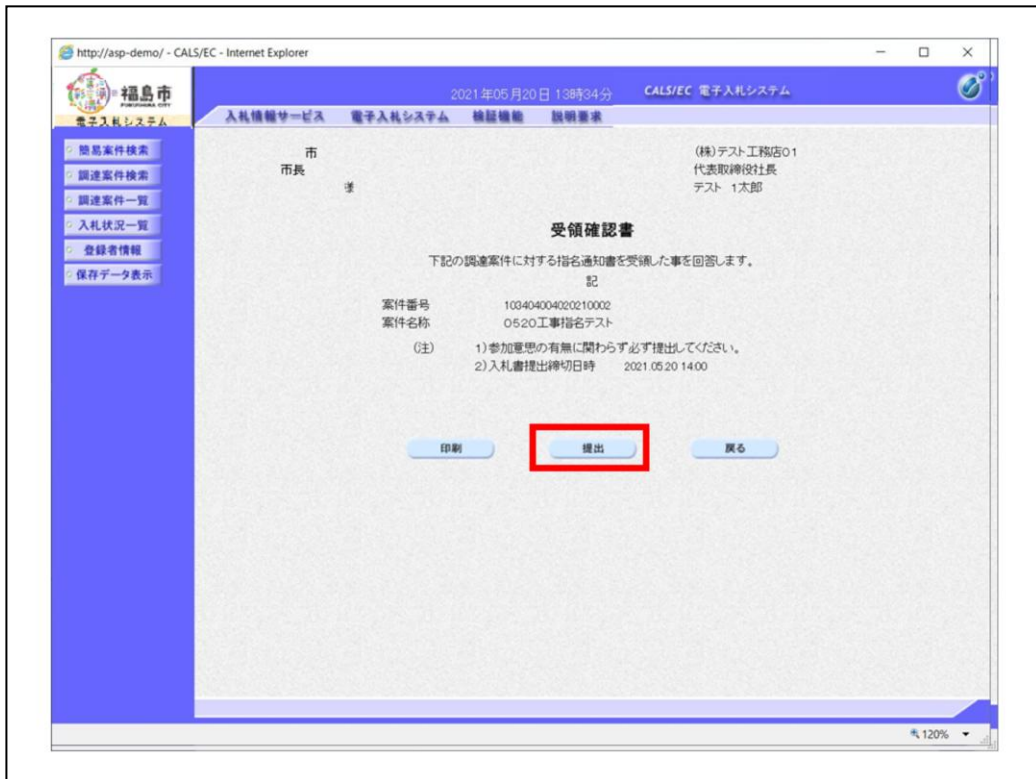 http://asp-demo/ - CALS/EC - Internet Explorer
福島市
FUKUSHIMA CITY
電子入札システム
2021年05月20日 13時34分
CALS/EC 電子入札システム
入札情報サービス 電子入札システム 検証機能 説明要求
簡易案件検索
調達案件検索
調達案件一覧
入札状況一覧
登録者情報
保存データ表示
市
市長
様
(株)テスト工務店01
代表取締役社長
テスト 1太郎
受領確認書
下記の調達案件に対する指名通知書を受領した事を回答します。
記
案件番号 103404004020210002
案件名称 0520工事指名テスト
(注) 1)参加意思の有無に関わらず必ず提出してください。
2)入札書提出締切日時 2021.05.20 14:00
印刷 提出 戻る
120%